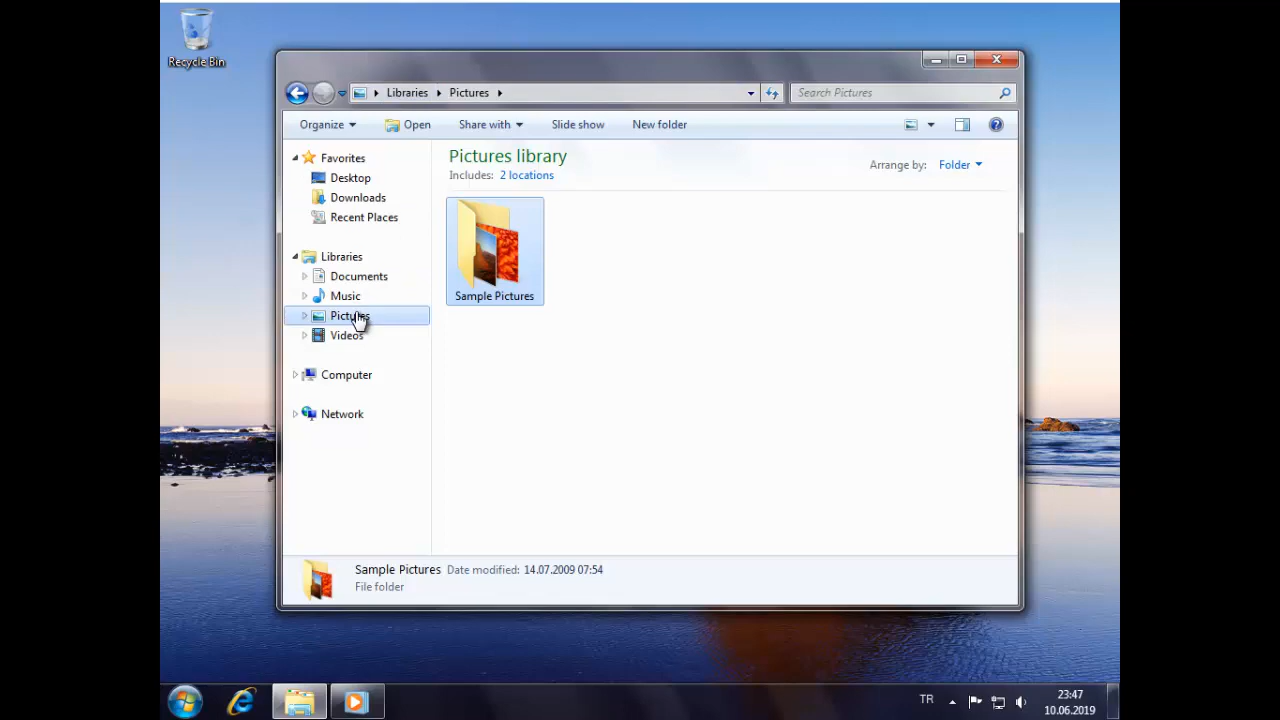 Recycle Bin
Libraries Pictures
Search Pictures
Organize Open Share with Slide show New folder
Pictures library
Includes: 2 locations
Arrange by: Folder
Favorites
Desktop
Downloads
Recent Places
Libraries
Documents
Music
Pictures
Videos
Computer
Network
Sample Pictures
Sample Pictures Date modified: 14.07.2009 07:54
File folder
TR
23:47
10.06.2019